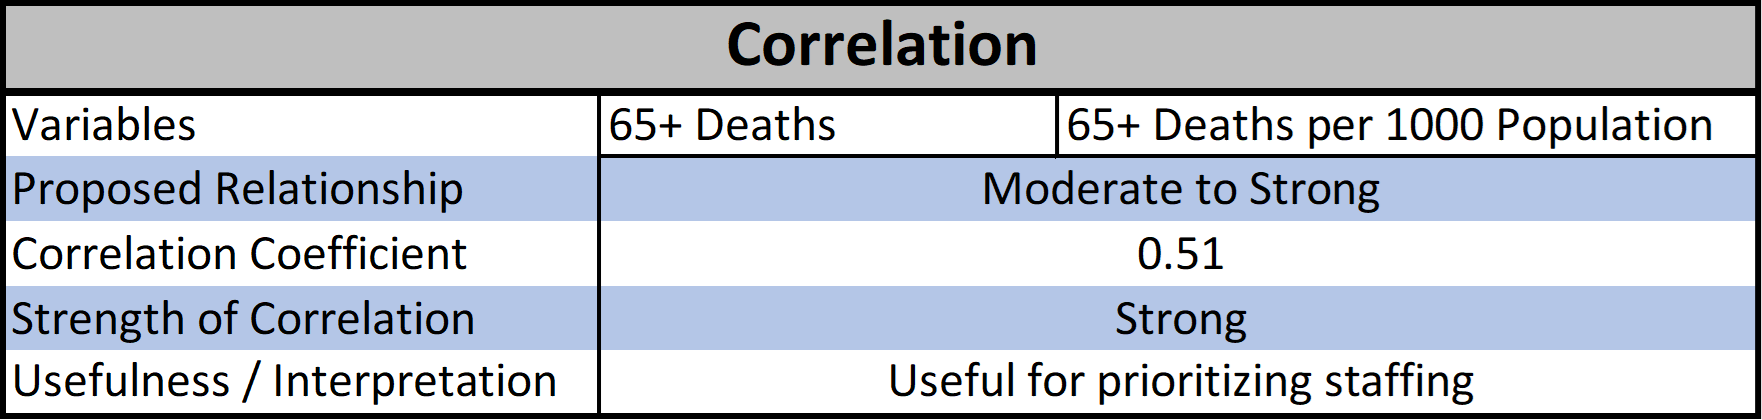 Correlation
Variables 65+ Deaths 65+ Deaths per 1000 Population
Proposed Relationship Moderate to Strong
Correlation Coefficient 0.51
Strength of Correlation Strong
Usefulness / Interpretation Useful for prioritizing staffing